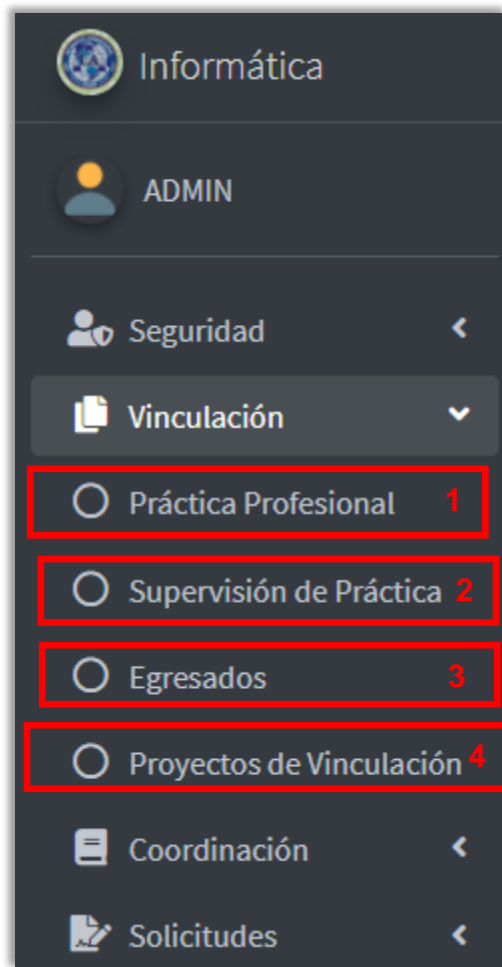 Informática
ADMIN
Seguridad
Vinculación
Práctica Profesional 1
Supervisión de Práctica 2
Egresados 3
Proyectos de Vinculación 4
Coordinación
Solicitudes